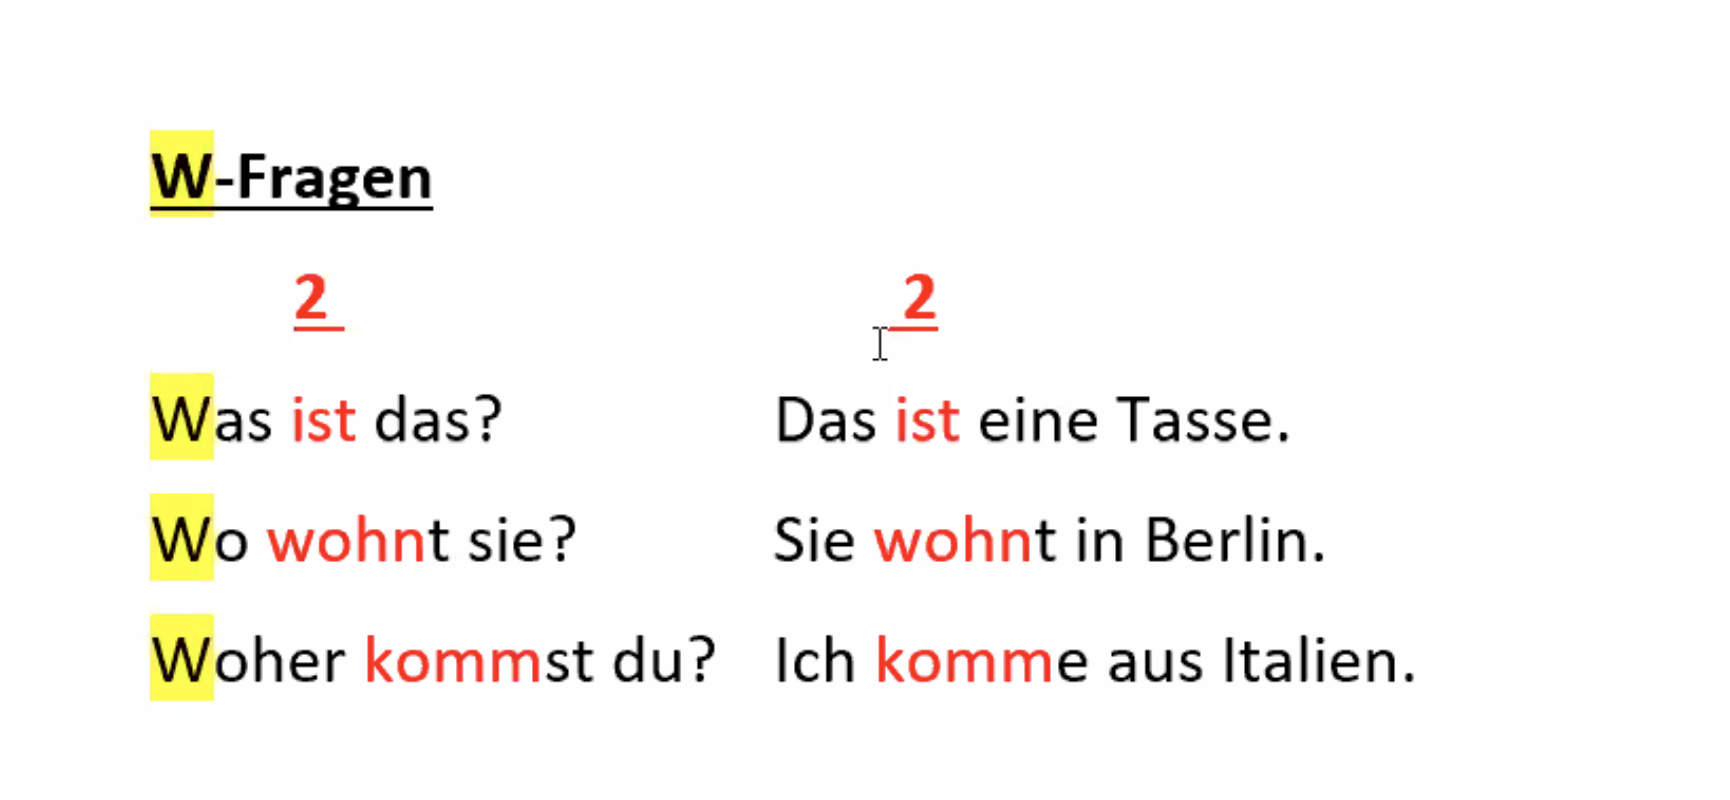 W-Fragen
2 2
Was ist das? Das ist eine Tasse.
Wo wohnt sie? Sie wohnt in Berlin.
Woher kommst du? Ich komme aus Italien.